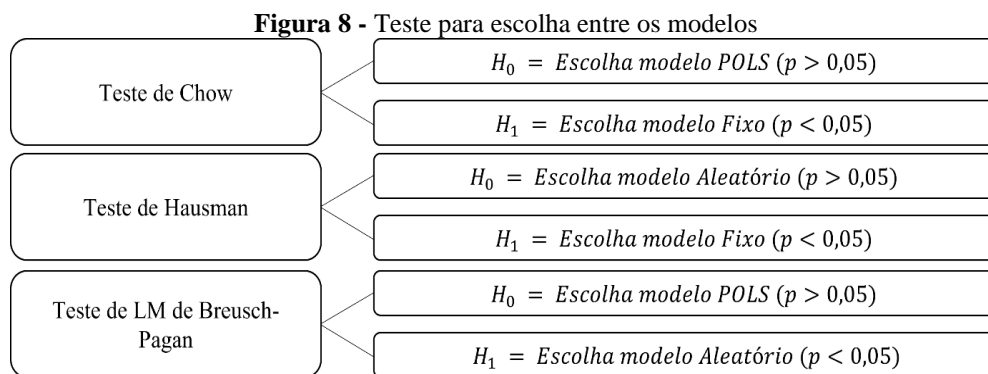 Figura 8 - Teste para escolha entre os modelos
Teste de Chow
H₀ = Escolha modelo POLS (p > 0,05)
H₁ = Escolha modelo Fixo (p < 0,05)
Teste de Hausman
H₀ = Escolha modelo Aleatório (p > 0,05)
H₁ = Escolha modelo Fixo (p < 0,05)
Teste de LM de Breusch-
Pagan
H₀ = Escolha modelo POLS (p > 0,05)
H₁ = Escolha modelo Aleatório (p < 0,05)